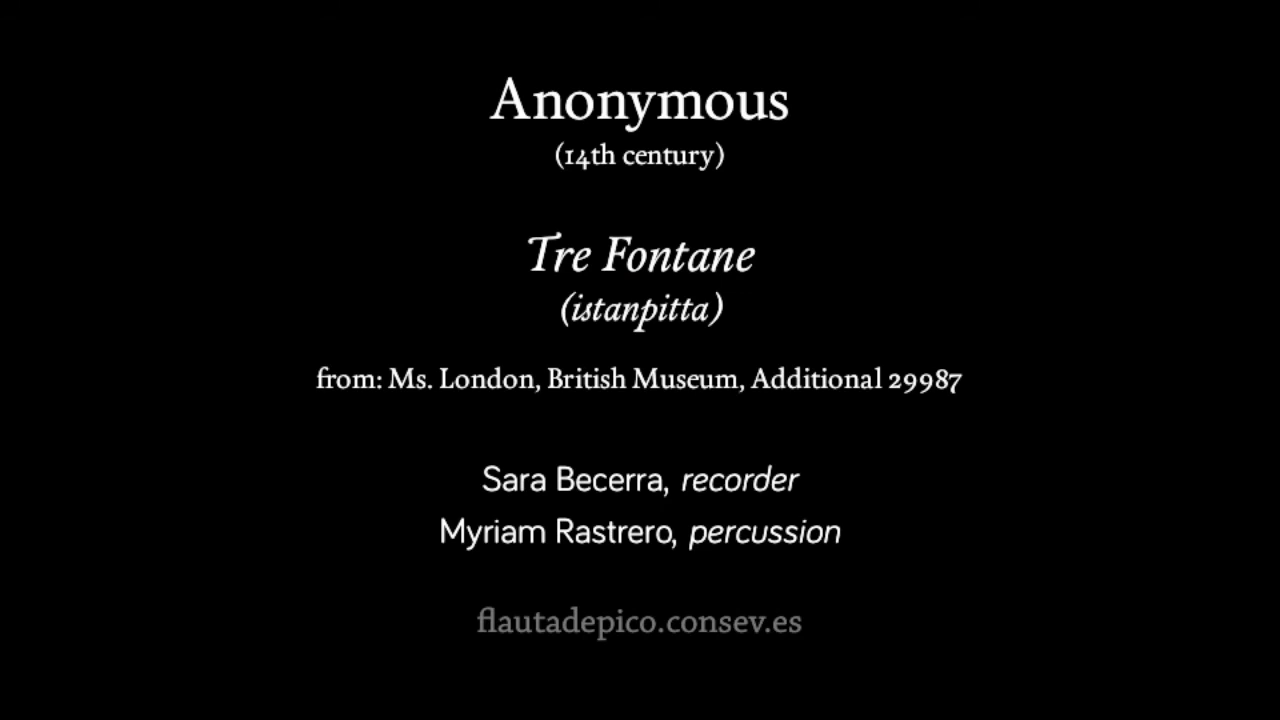 Anonymous
(14th century)
Tre Fontane
(istanpitta)
from: Ms. London, British Museum, Additional 29987
Sara Becerra, recorder
Myriam Rastrero, percussion
flautadepico.consev.es